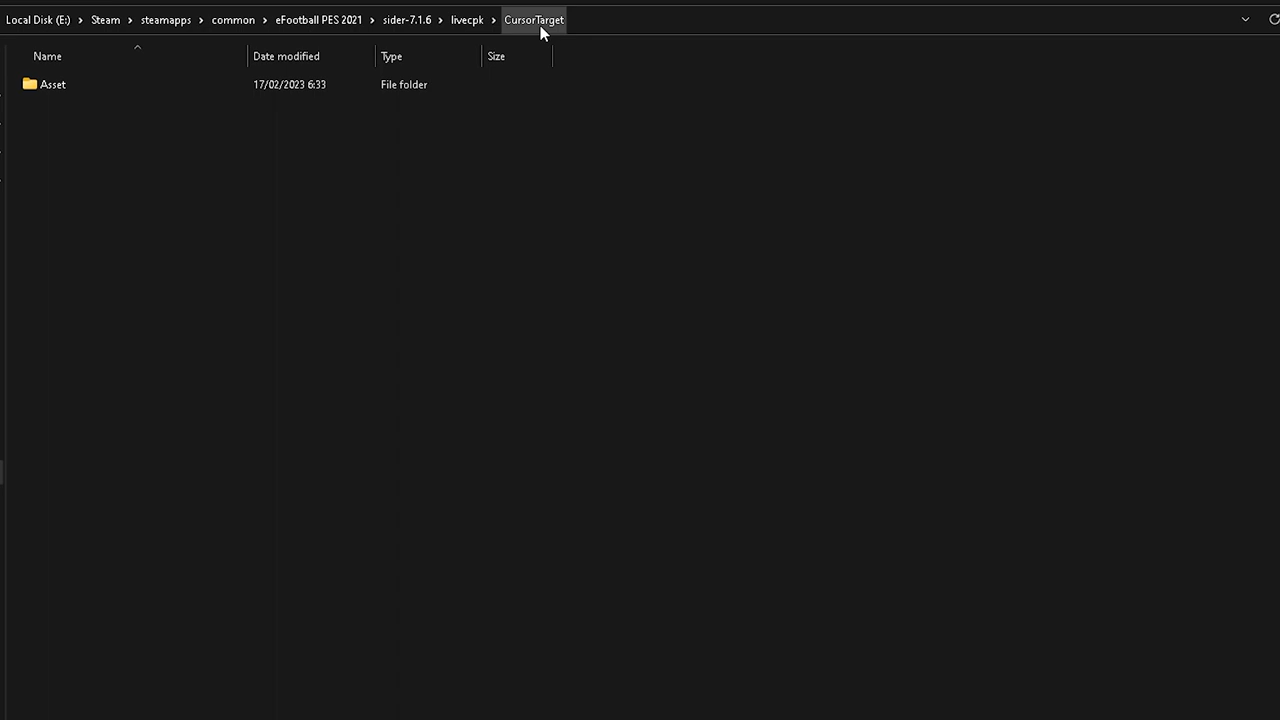 Local Disk (E:) > Steam > steamapps > common > eFootball PES 2021 > sider-7.1.6 > livecpk > CursorTarget
Name Date modified Type Size
Asset 17/02/2023 6:33 File folder